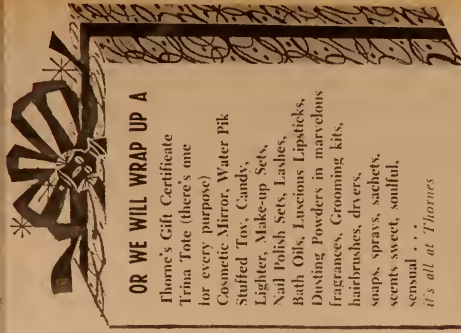 OR WE WILL WRAP UP A
Thorne's Gift Certificate
Trina Tote (there's one
for every purpose)
Cosmetic Mirror, Water Pik
Stuffed Toy, Candy,
Lighter, Make-up Sets,
Nail Polish Sets, Lashes,
Bath Oils, Luscious Lipsticks,
Dusting Powders in marvelous
fragrances, Grooming kits,
hairbrushes, dryers,
soaps, sprays, sachets,
scents sweet, soulful,
sensual . . .
it's all at Thornes